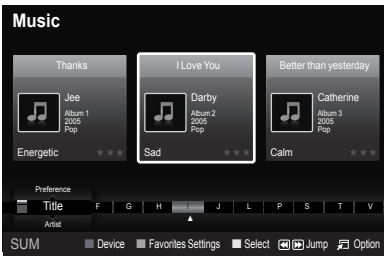 Music
Thanks
Jee
Album 1
2005
Pop
Energetic
I Love You
Darby
Album 2
2005
Pop
Sad
Better than yesterday
Catherine
Album 3
2005
Pop
Calm
Preference
Title
Artist
F G H I J L P S T V
SUM Device Favorites Settings Select Jump Option